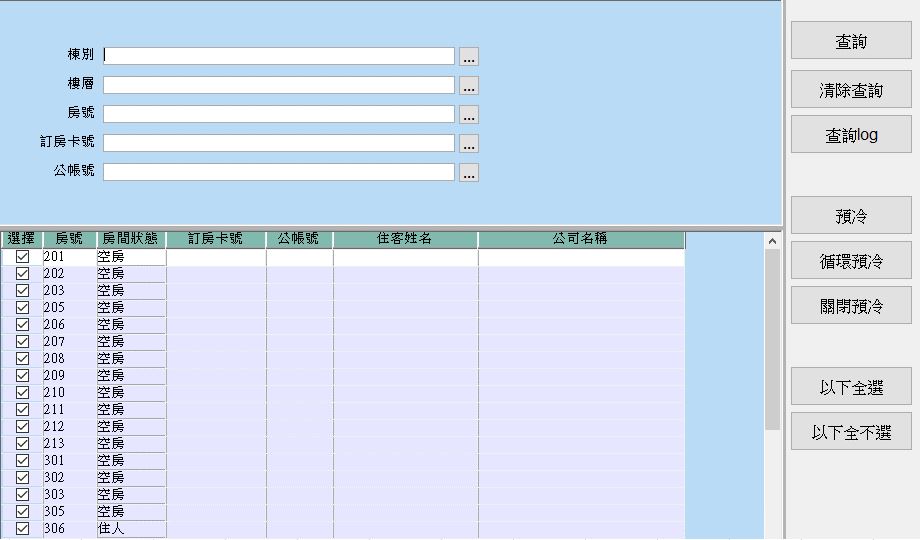 棟別 ...
樓層 ...
房號 ...
訂房卡號 ...
公帳號 ...
查詢
清除查詢
查詢log
預冷
循環預冷
關閉預冷
以下全選
以下全不選
選擇 房號 房間狀態 訂房卡號 公帳號 住客姓名 公司名稱
201 空房
202 空房
203 空房
205 空房
206 空房
207 空房
208 空房
209 空房
210 空房
211 空房
212 空房
213 空房
301 空房
302 空房
303 空房
305 空房
306 住人